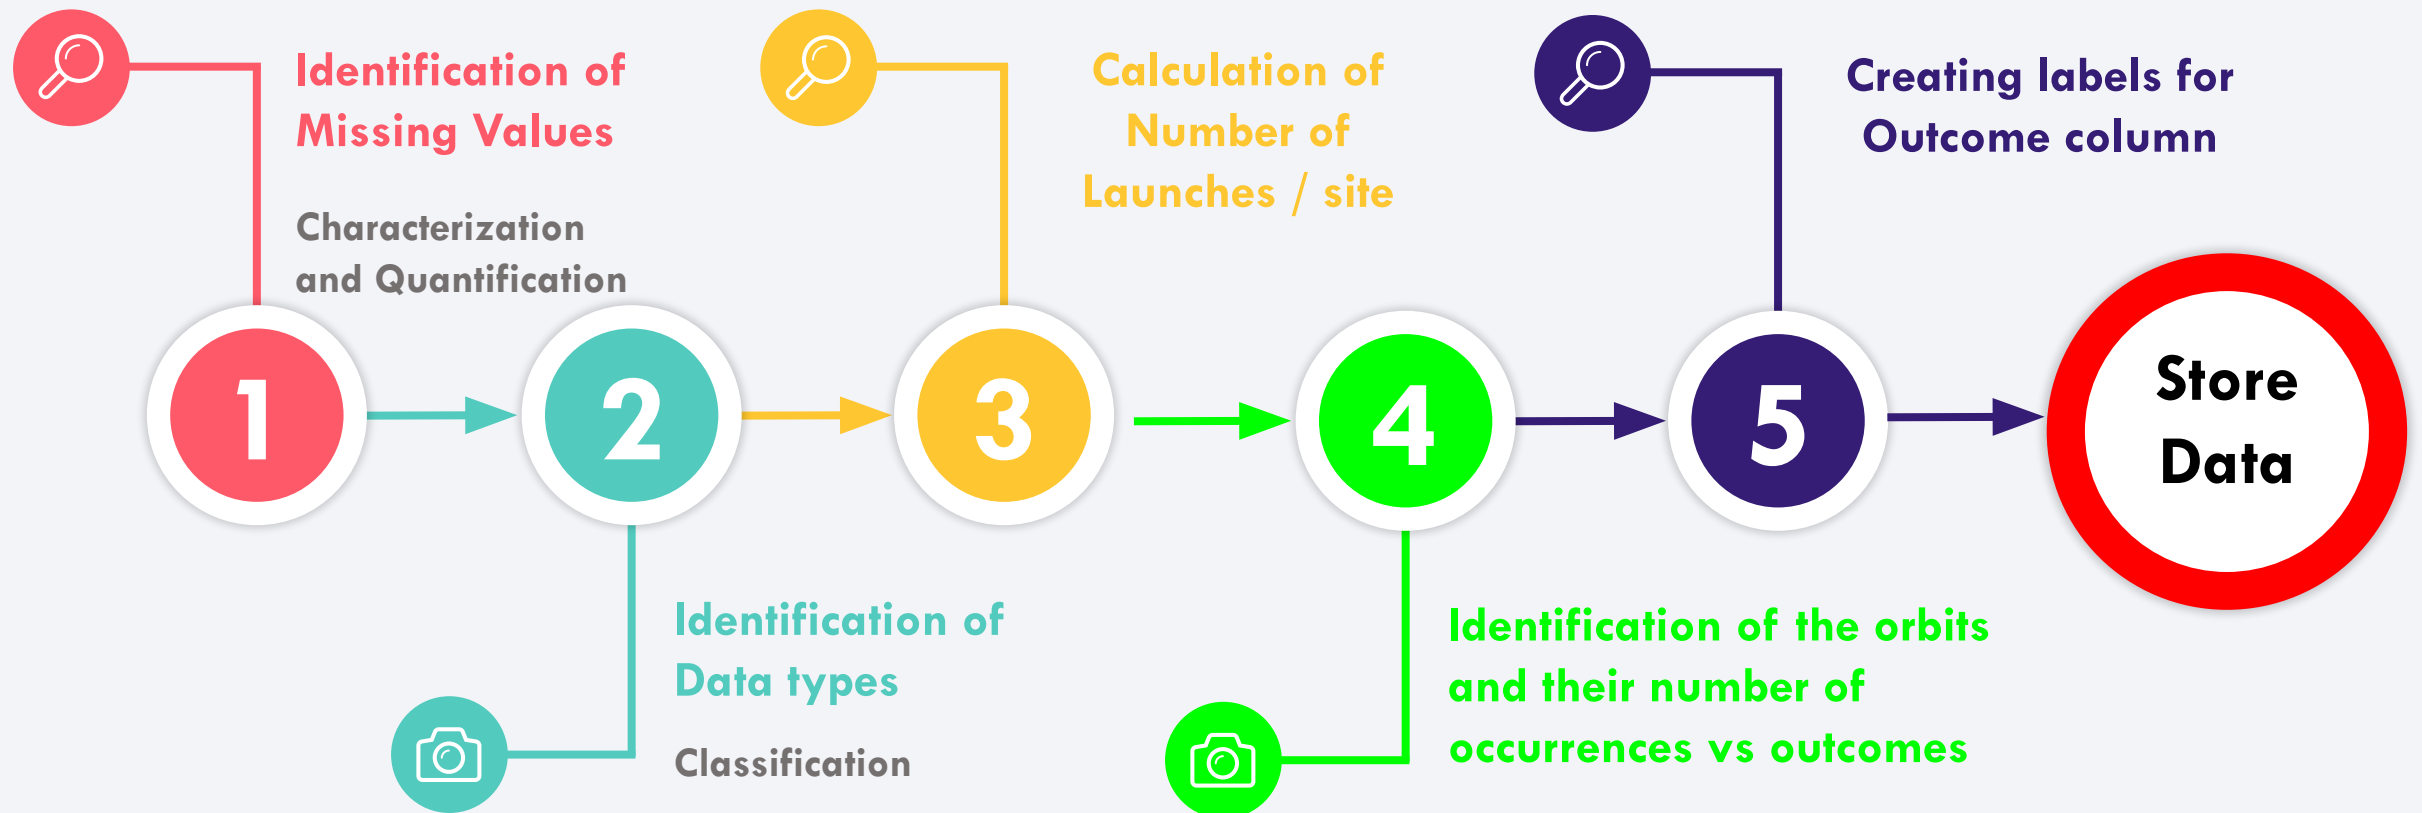 Identification of
Missing Values
Characterization
and Quantification
Calculation of
Number of
Launches / site
Creating labels for
Outcome column
1
2
3
4
5
Store
Data
Identification of
Data types
Classification
Identification of the orbits
and their number of
occurrences vs outcomes